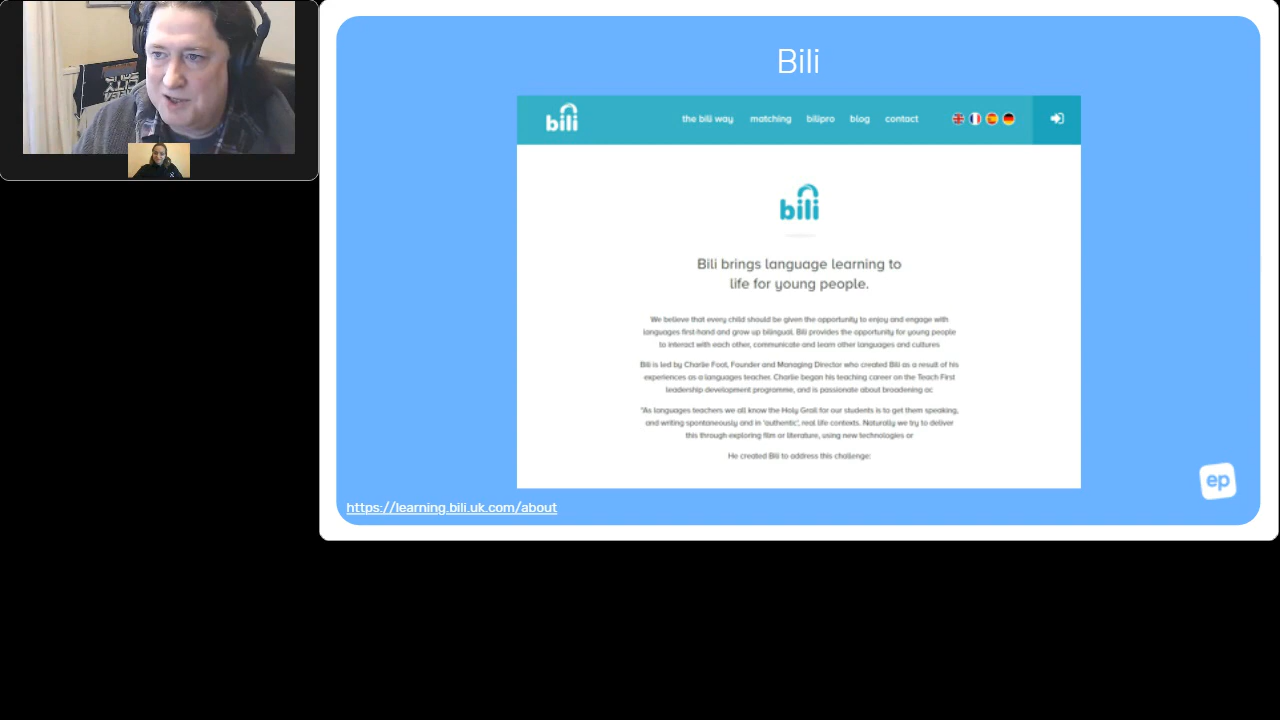 Bili
bili
the bili way matching bilipro blog contact
bili
Bili brings language learning to
life for young people.
We believe that every child should be given the opportunity to enjoy and engage with
languages first-hand and grow up bilingual. Bili provides the opportunity for young people
to interact with each other, communicate and learn other languages and cultures
Bili is led by Charlie Foot, Founder and Managing Director who created Bili as a result of his
experiences as a languages teacher. Charlie began his teaching career on the Teach First
leadership development programme, and is passionate about broadening ac
"As languages teachers we all know the Holy Grail for our students is to get them speaking,
and writing spontaneously and in 'authentic', real life contexts. Naturally we try to deliver
this through exploring film or literature, using new technologies or
He created Bili to address this challenge:
ep
https://learning.bili.uk.com/about